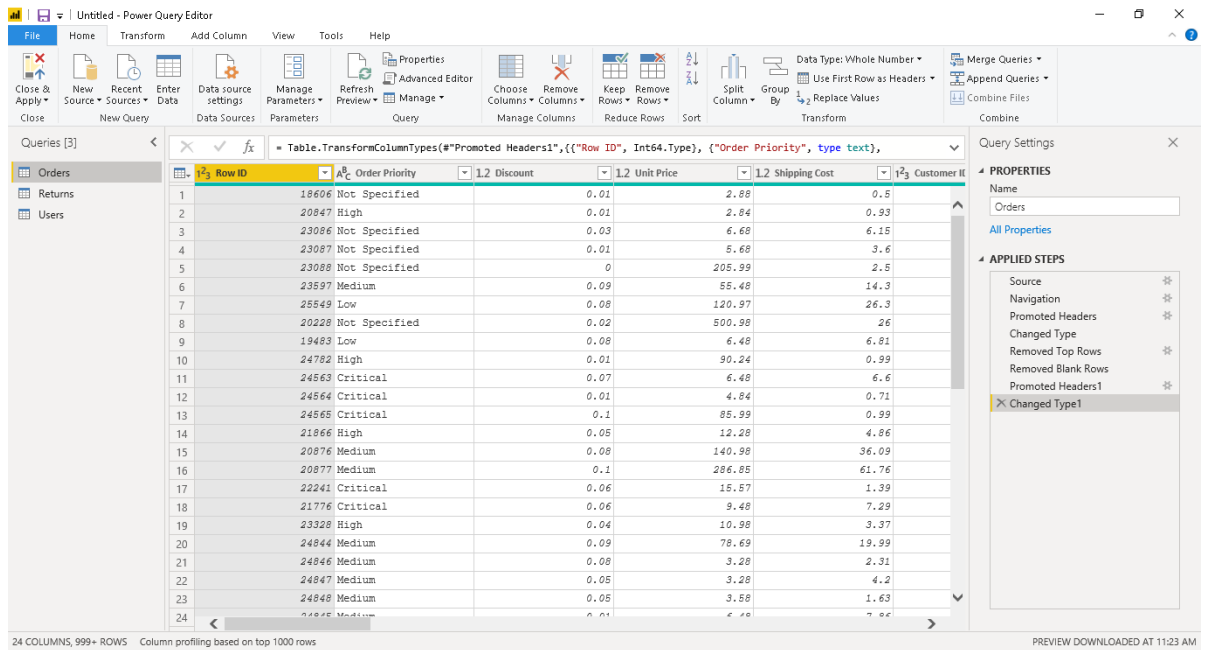 Untitled - Power Query Editor
File Home Transform Add Column View Tools Help
Close & Apply
New Source
Recent Sources
Enter Data
Data source settings
Manage Parameters
Refresh Preview
Properties
Advanced Editor
Manage
Choose Columns
Remove Columns
Keep Rows
Remove Rows
Split Column
Group By
Data Type: Whole Number
Use First Row as Headers
Replace Values
Merge Queries
Append Queries
Combine Files
Close New Query Data Sources Parameters Query Manage Columns Reduce Rows Sort Transform Combine
Queries [3]
Orders
Returns
Users
= Table.TransformColumnTypes(#"Promoted Headers1",{{"Row ID", Int64.Type}, {"Order Priority", type text},
Row ID Order Priority 1.2 Discount 1.2 Unit Price 1.2 Shipping Cost
1 18606 Not Specified 0.01 2.88 0.5
2 20847 High 0.01 2.84 0.93
3 23086 Not Specified 0.03 6.68 6.15
4 23087 Not Specified 0.01 5.68 3.6
5 23088 Not Specified 0 205.99 2.5
6 23597 Medium 0.09 55.48 14.3
7 25549 Low 0.08 120.97 26.3
8 20228 Not Specified 0.02 500.98 26
9 19483 Low 0.08 6.48 6.81
10 24782 High 0.01 90.24 0.99
11 24563 Critical 0.07 6.48 6.6
12 24564 Critical 0.01 4.84 0.71
13 24565 Critical 0.1 85.99 0.99
14 21866 High 0.05 12.28 4.86
15 20876 Medium 0.08 140.98 36.09
16 20877 Medium 0.1 286.85 61.76
17 22241 Critical 0.06 15.57 1.39
18 21776 Critical 0.06 9.48 7.29
19 23328 High 0.04 10.98 3.37
20 24844 Medium 0.09 78.69 19.99
21 24846 Medium 0.08 3.28 2.31
22 24847 Medium 0.05 3.28 4.2
23 24848 Medium 0.05 3.58 1.63
24
Query Settings
PROPERTIES
Name
Orders
All Properties
APPLIED STEPS
Source
Navigation
Promoted Headers
Changed Type
Removed Top Rows
Removed Blank Rows
Promoted Headers1
Changed Type1
24 COLUMNS, 999+ ROWS Column profiling based on top 1000 rows
PREVIEW DOWNLOADED AT 11:23 AM